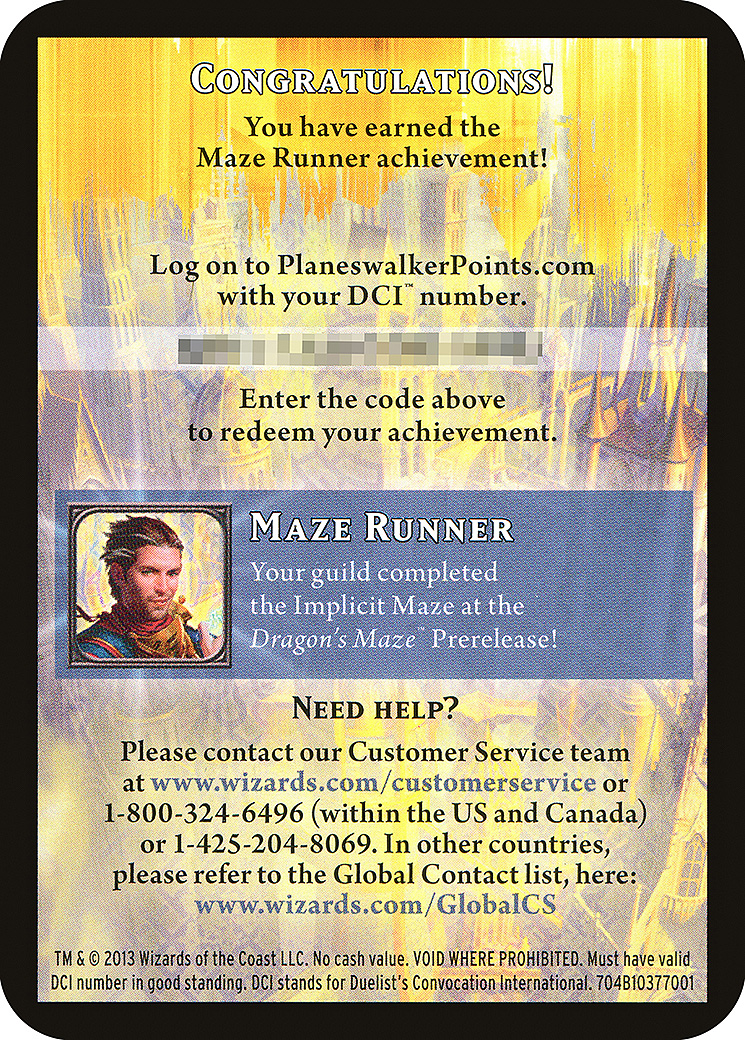 CONGRATULATIONS!
You have earned the
Maze Runner achievement!
Log on to PlaneswalkerPoints.com
with your DCI™ number.
Enter the code above
to redeem your achievement.
MAZE RUNNER
Your guild completed
the Implicit Maze at the
Dragon's Maze™ Prerelease!
NEED HELP?
Please contact our Customer Service team
at www.wizards.com/customerservice or
1-800-324-6496 (within the US and Canada)
or 1-425-204-8069. In other countries,
please refer to the Global Contact list, here:
www.wizards.com/GlobalCS
TM & © 2013 Wizards of the Coast LLC. No cash value. VOID WHERE PROHIBITED. Must have valid
DCI number in good standing. DCI stands for Duelist's Convocation International. 704B10377001